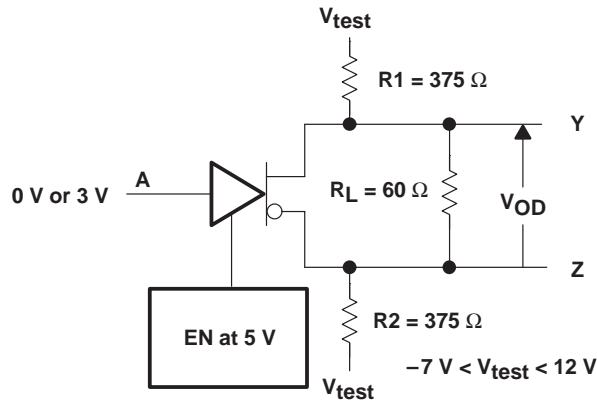 Vtest
R1 = 375 Ω
Y
A
0 V or 3 V
RL = 60 Ω
VOD
Z
EN at 5 V
R2 = 375 Ω
–7 V < Vtest < 12 V
Vtest